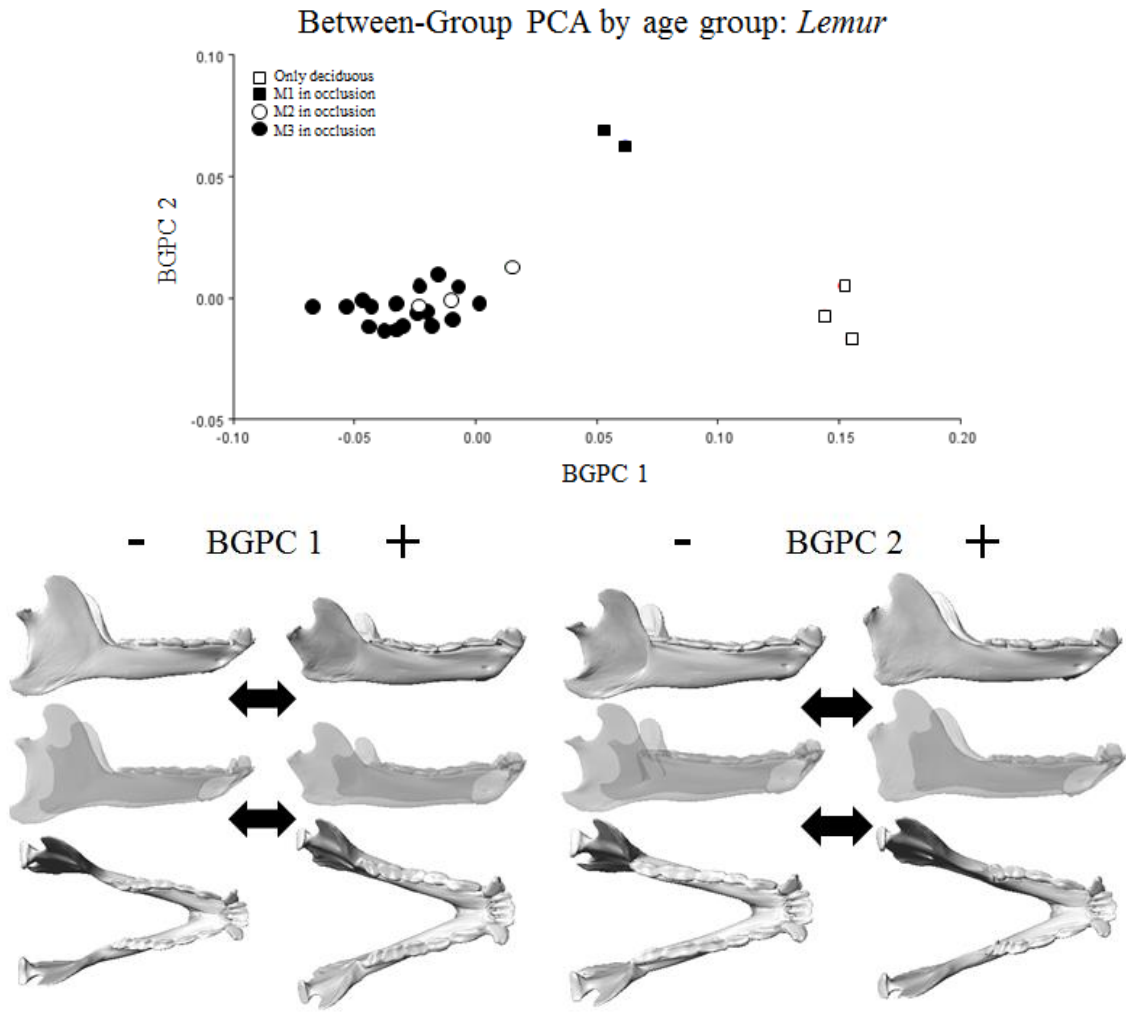 Between-Group PCA by age group: Lemur
0.10
Only deciduous
M1 in occlusion
M2 in occlusion
M3 in occlusion
0.05
BGPC 2
0.00
-0.05
-0.10 -0.05 0.00 0.05 0.10 0.15 0.20
BGPC 1
- BGPC 1 + - BGPC 2 +